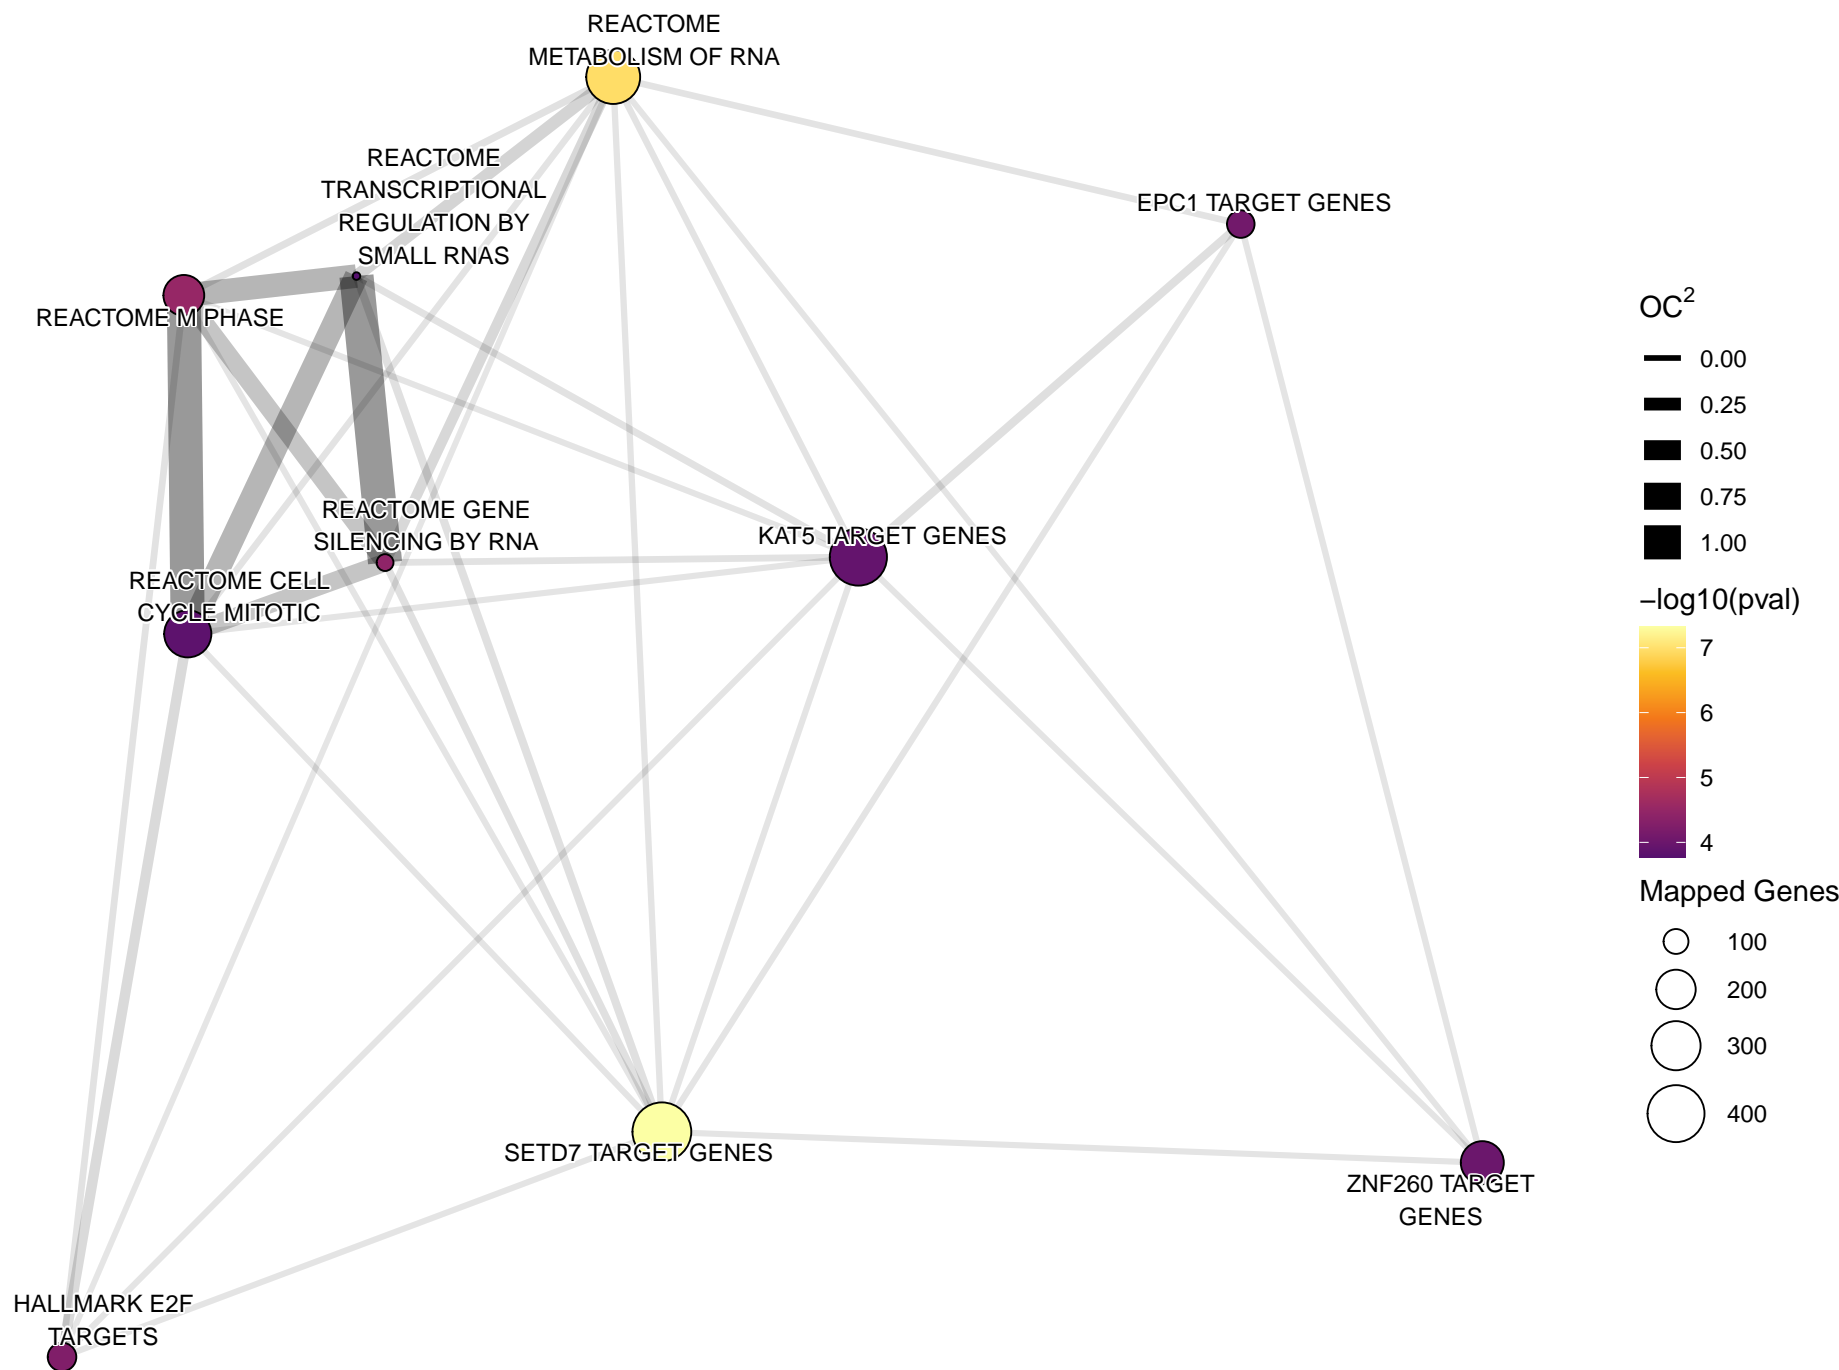 REACTOME
METABOLISM OF RNA
REACTOME
TRANSCRIPTIONAL
REGULATION BY
SMALL RNAS
EPC1 TARGET GENES
REACTOME M PHASE
REACTOME GENE
SILENCING BY RNA
KAT5 TARGET GENES
REACTOME CELL
CYCLE MITOTIC
SETD7 TARGET GENES
ZNF260 TARGET
GENES
HALLMARK E2F
TARGETS
OC²
0.00
0.25
0.50
0.75
1.00
−log10(pval)
7
6
5
4
Mapped Genes
100
200
300
400